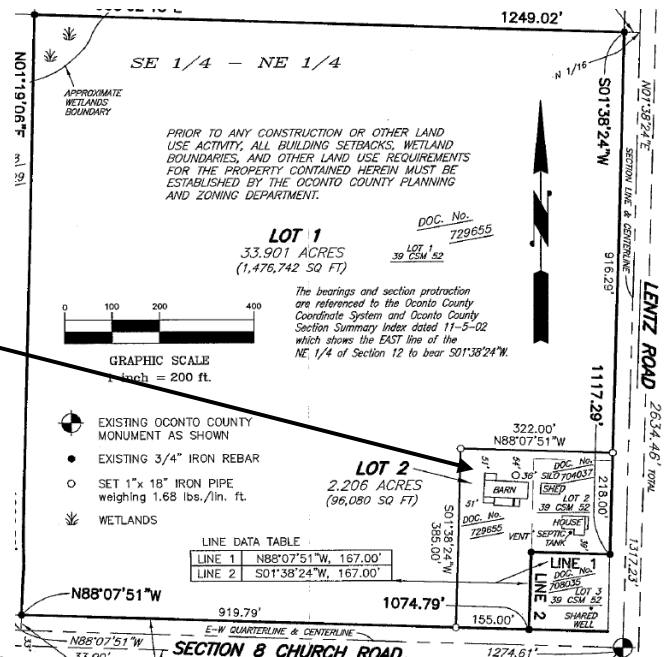 1249.02'
N 1/16
SE 1/4 - NE 1/4
APPROXIMATE
WETLANDS
BOUNDARY
N01°19'06"E
S01°38'24"W
N01°38'24"E
SECTION LINE & CENTERLINE
PRIOR TO ANY CONSTRUCTION OR OTHER LAND
USE ACTIVITY, ALL BUILDING SETBACKS, WETLAND
BOUNDARIES, AND OTHER LAND USE REQUIREMENTS
FOR THE PROPERTY CONTAINED HEREIN MUST BE
ESTABLISHED BY THE OCONTO COUNTY PLANNING
AND ZONING DEPARTMENT.
DOC. No.
729655
LOT 1
39 CSM 52
LOT 1
33.901 ACRES
(1,476,742 SQ FT)
916.29'
LENTZ ROAD
2634.46' TOTAL
The bearings and section protraction
are referenced to the Oconto County
Coordinate System and Oconto County
Section Summary Index dated 11-5-02
which shows the EAST line of the
NE 1/4 of Section 12 to bear S01°38'24"W.
0 100 200 400
GRAPHIC SCALE
1 inch = 200 ft.
1117.29'
EXISTING OCONTO COUNTY
MONUMENT AS SHOWN
EXISTING 3/4" IRON REBAR
SET 1"x 18" IRON PIPE
weighing 1.68 lbs./lin. ft.
WETLANDS
322.00'
N88°07'51"W
LOT 2
2.206 ACRES
(96,080 SQ FT)
51'
54'
36'
DOC. No.
704037
SILO
BARN
SHED
LOT 2
39 CSM 52
218.00'
51'
DOC. No.
729655
HOUSE
VENT
SEPTIC
TANK
39'
S01°38'24"W
385.00'
LINE DATA TABLE
LINE 1 N88°07'51"W, 167.00'
LINE 2 S01°38'24"W, 167.00'
LINE 1
DOC. No.
708035
LOT 3
39 CSM 52
LINE 2
SHARED
WELL
1317.23'
N88°07'51"W
919.79'
1074.79'
155.00'
E-W QUARTERLINE & CENTERLINE
33'
N88°07'51"W
33.00'
SECTION 8 CHURCH ROAD
1274.61'